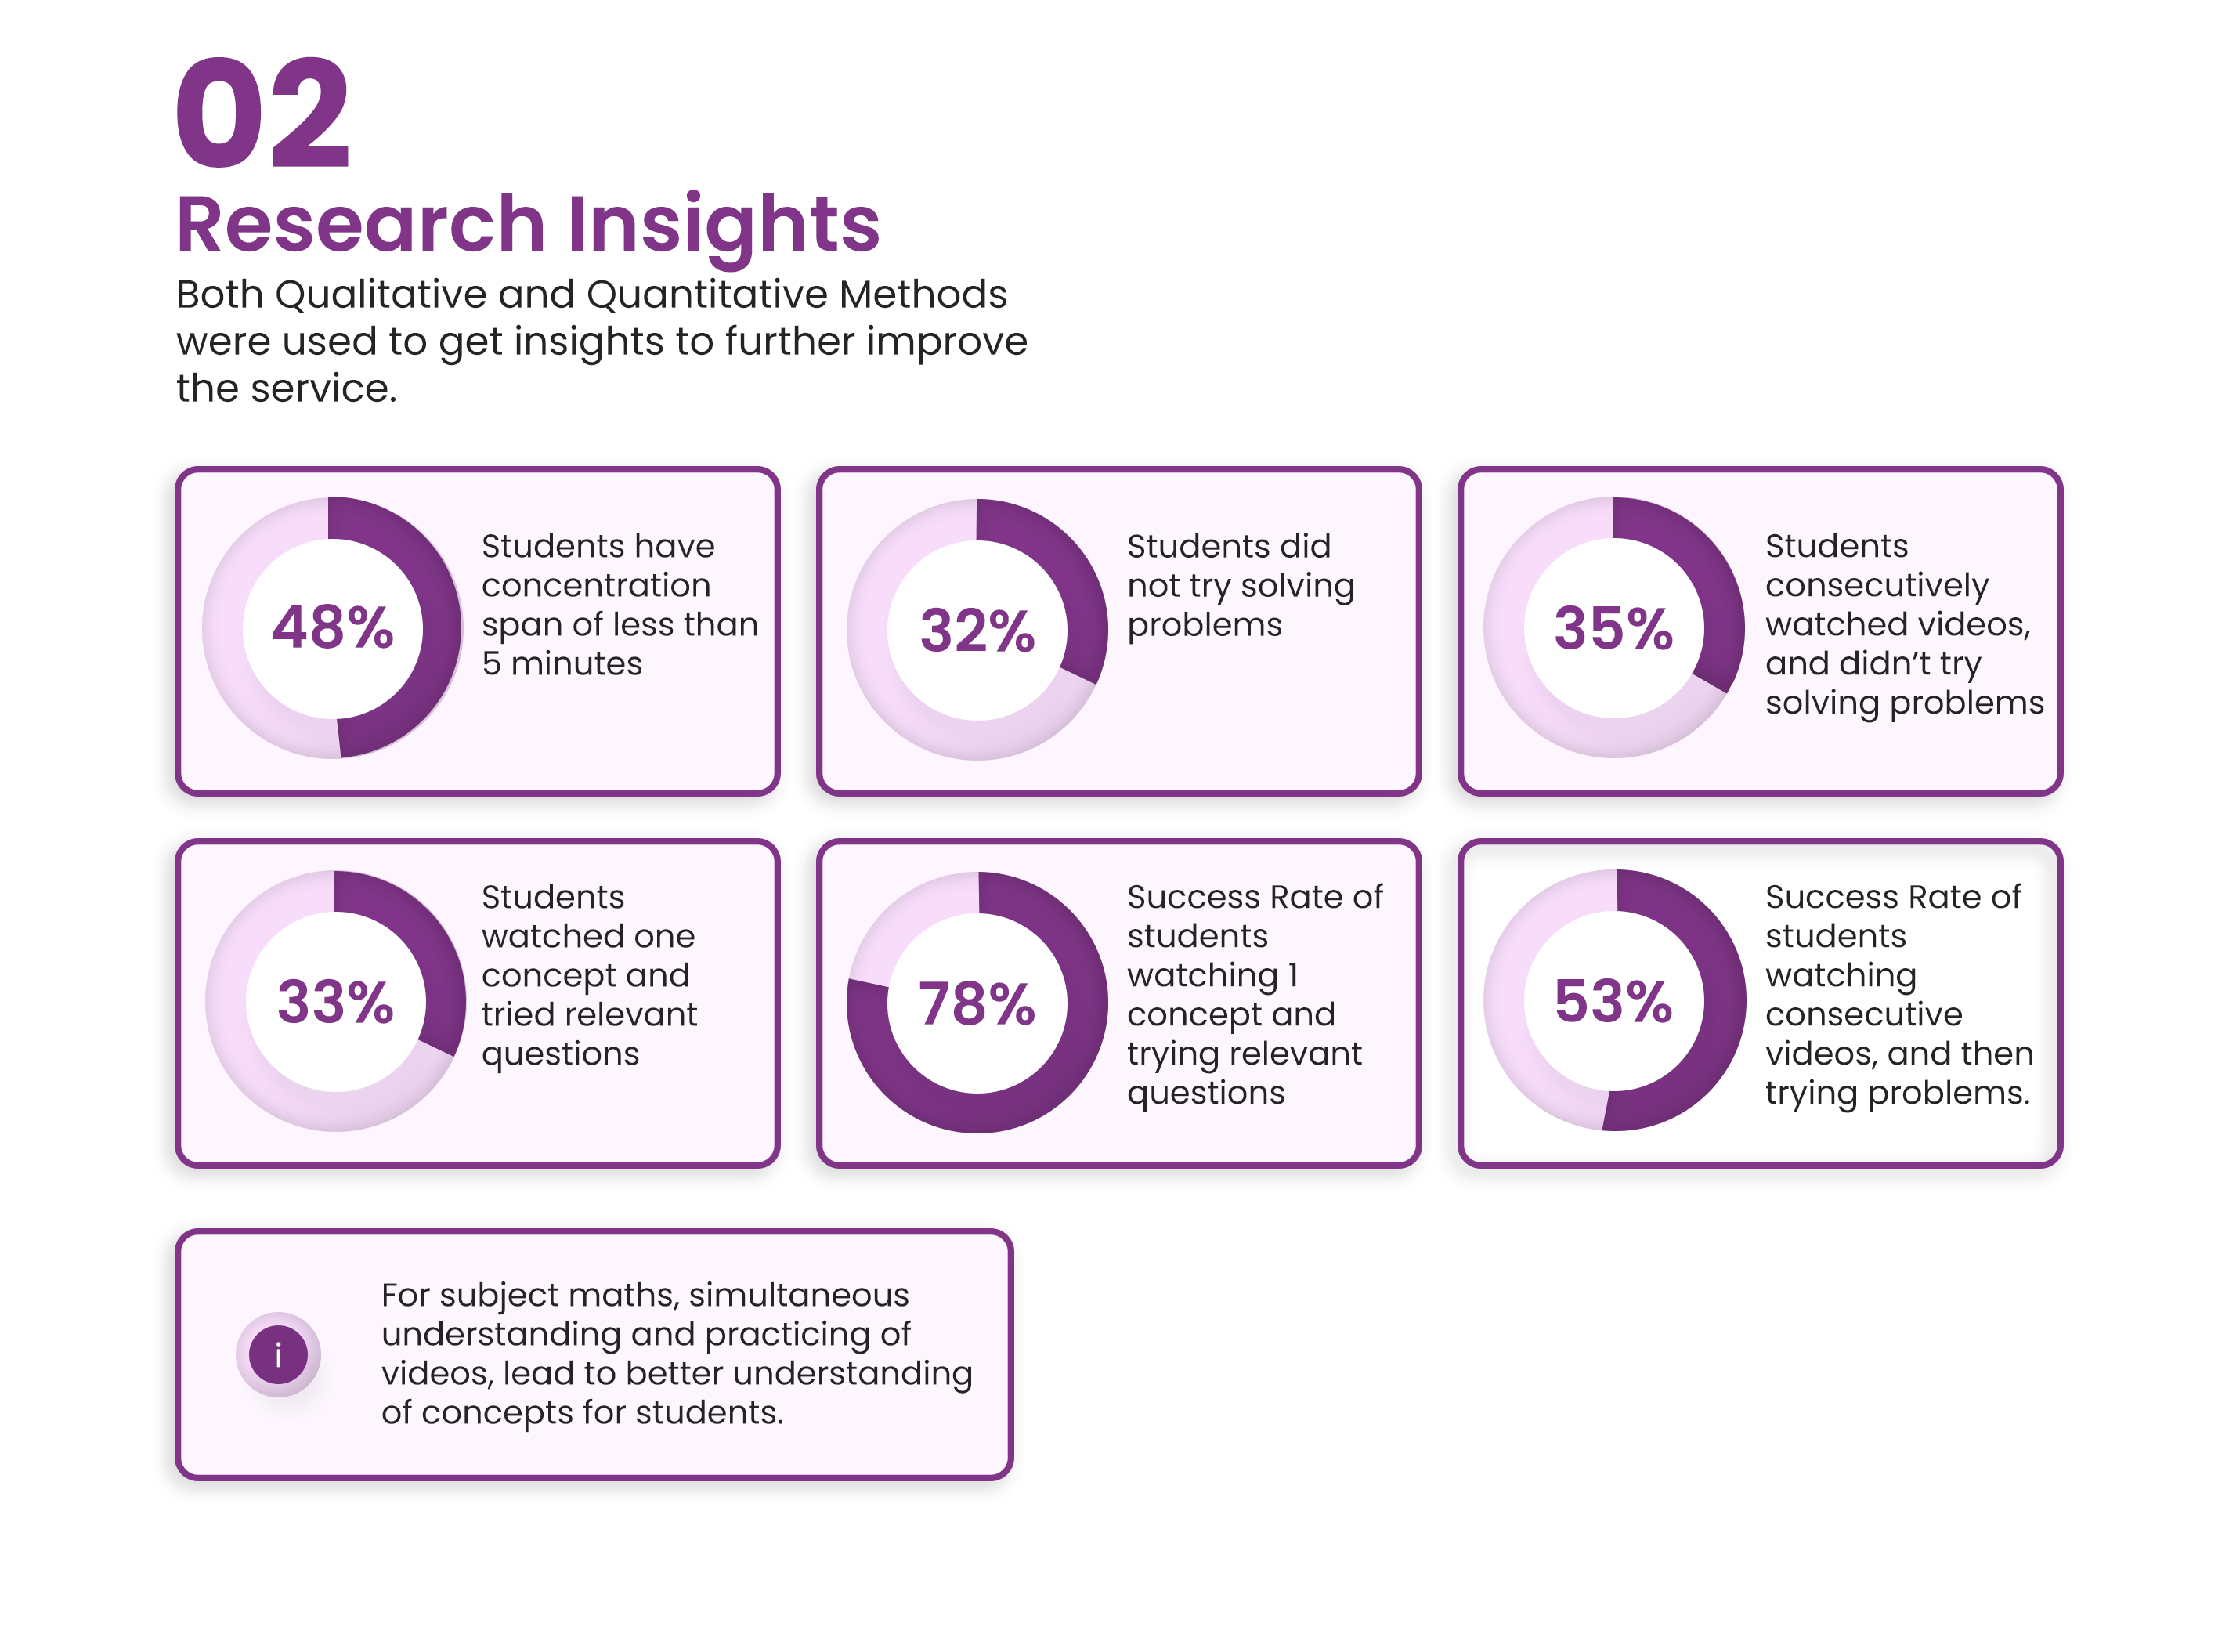 02
Research Insights
Both Qualitative and Quantitative Methods
were used to get insights to further improve
the service.
48%
Students have
concentration
span of less than
5 minutes
32%
Students did
not try solving
problems
35%
Students
consecutively
watched videos,
and didn’t try
solving problems
33%
Students
watched one
concept and
tried relevant
questions
78%
Success Rate of
students
watching 1
concept and
trying relevant
questions
53%
Success Rate of
students
watching
consecutive
videos, and then
trying problems.
i
For subject maths, simultaneous
understanding and practicing of
videos, lead to better understanding
of concepts for students.